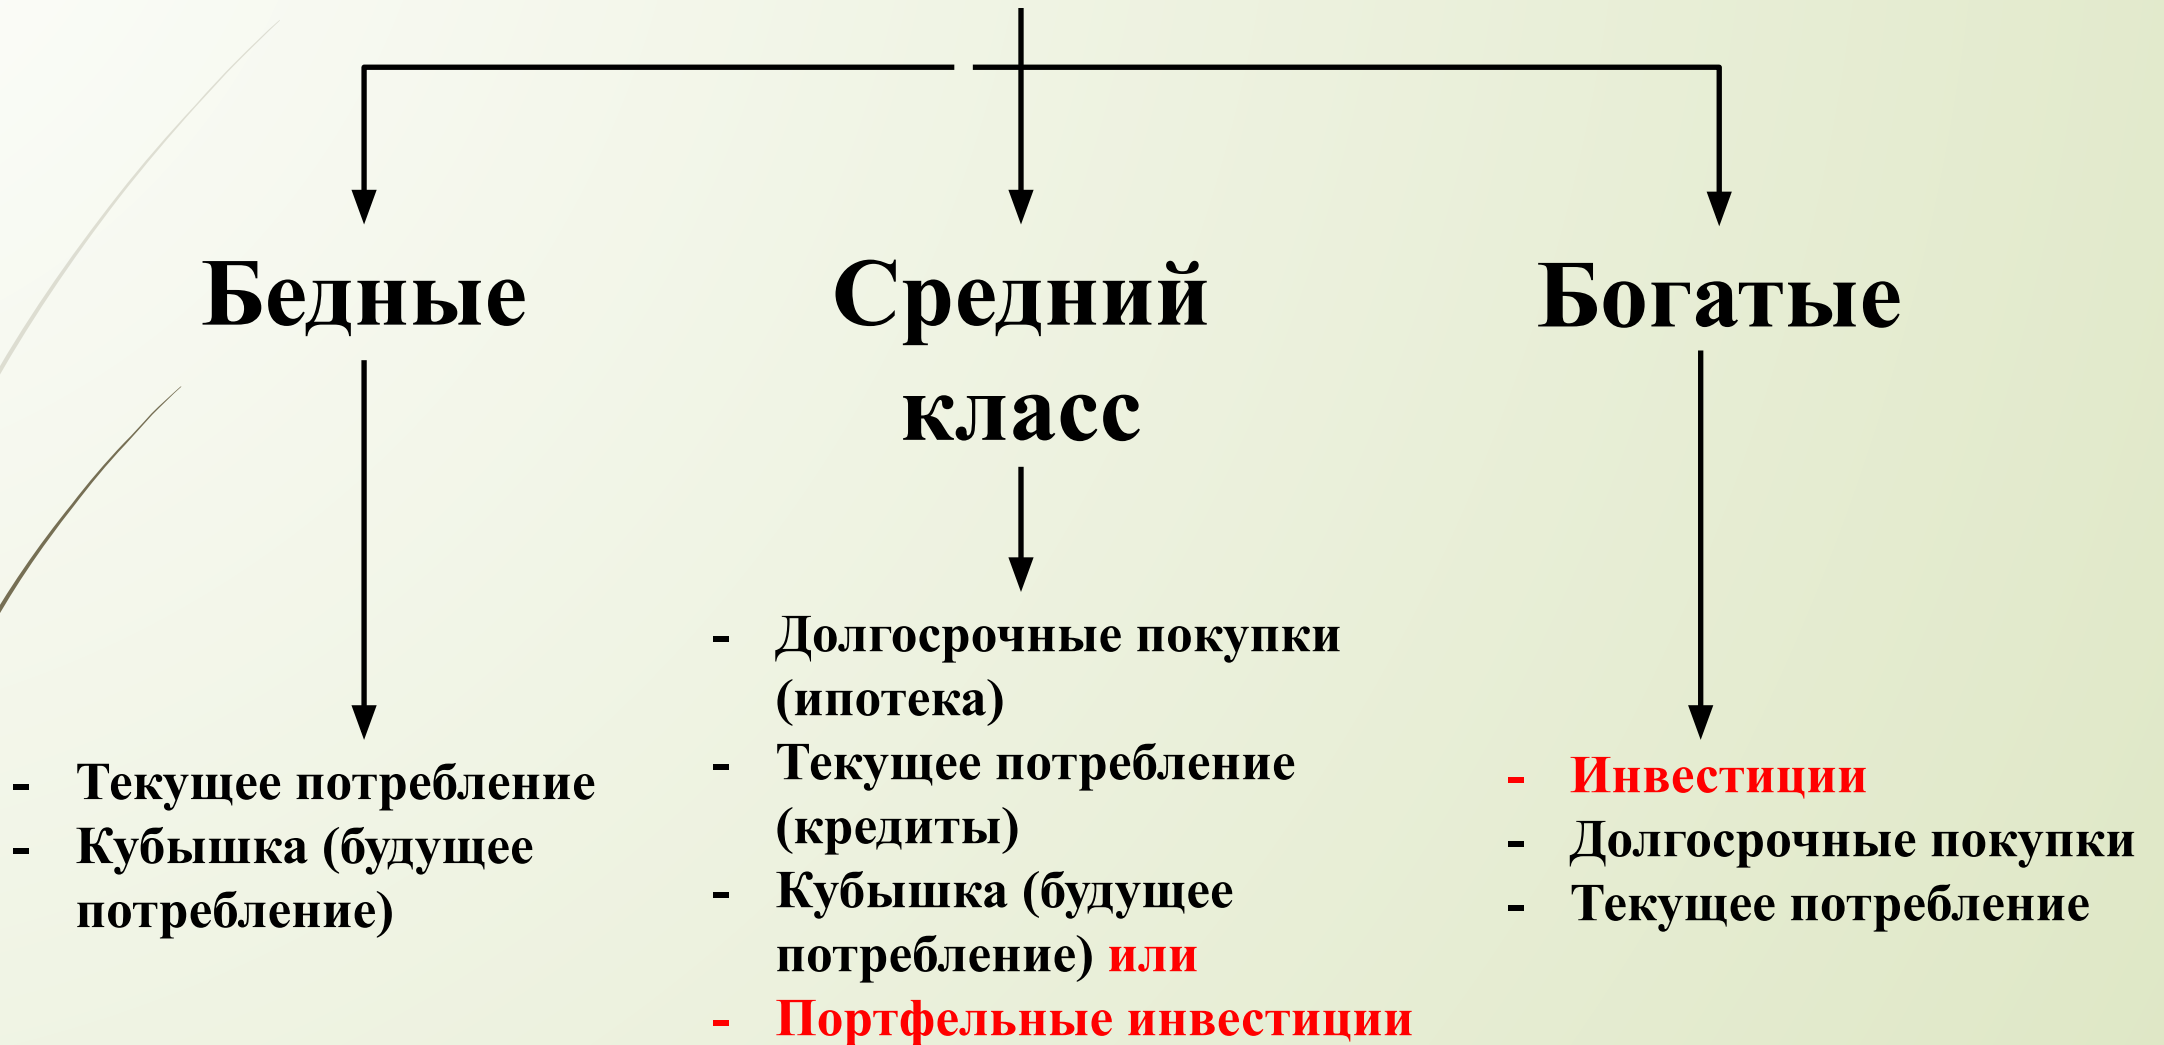 Бедные
Средний
класс
Богатые
- Текущее потребление
- Кубышка (будущее
потребление)
- Долгосрочные покупки
(ипотека)
- Текущее потребление
(кредиты)
- Кубышка (будущее
потребление) или
- Портфельные инвестиции
- Инвестиции
- Долгосрочные покупки
- Текущее потребление